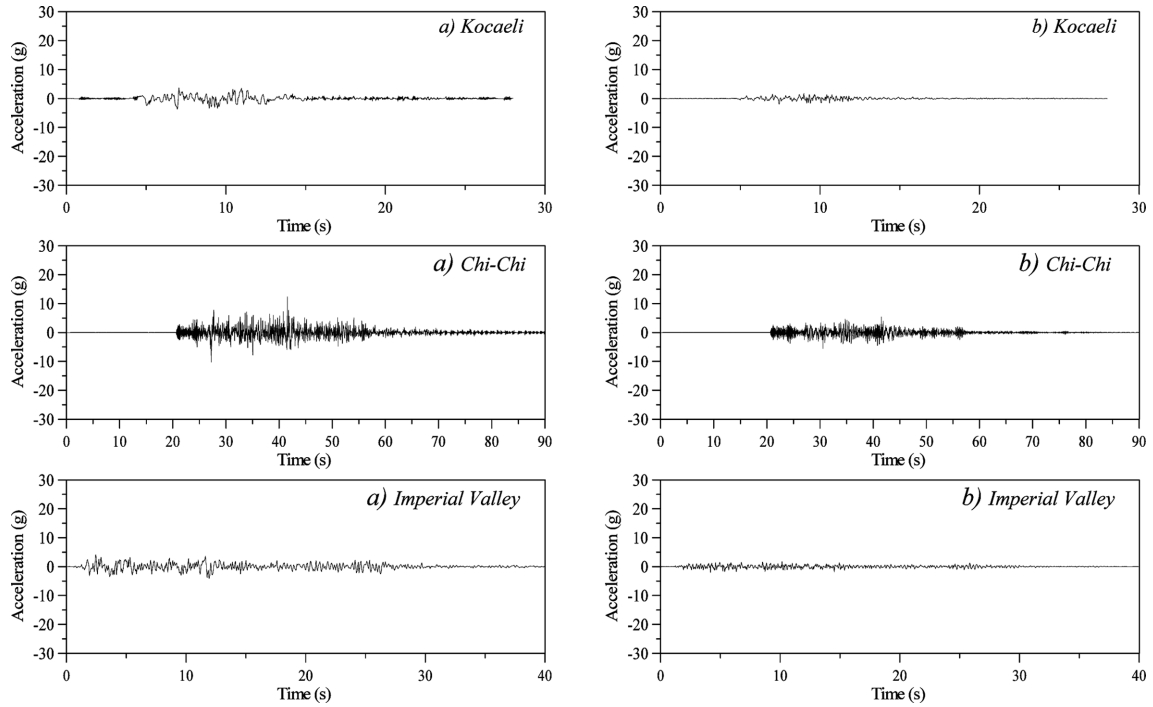 a) Kocaeli
Acceleration (g)
30
20
10
0
-10
-20
-30
0 10 20 30
Time (s)
b) Kocaeli
Acceleration (g)
30
20
10
0
-10
-20
-30
0 10 20 30
Time (s)
a) Chi-Chi
Acceleration (g)
30
20
10
0
-10
-20
-30
0 10 20 30 40 50 60 70 80 90
Time (s)
b) Chi-Chi
Acceleration (g)
30
20
10
0
-10
-20
-30
0 10 20 30 40 50 60 70 80 90
Time (s)
a) Imperial Valley
Acceleration (g)
30
20
10
0
-10
-20
-30
0 10 20 30 40
Time (s)
b) Imperial Valley
Acceleration (g)
30
20
10
0
-10
-20
-30
0 10 20 30 40
Time (s)